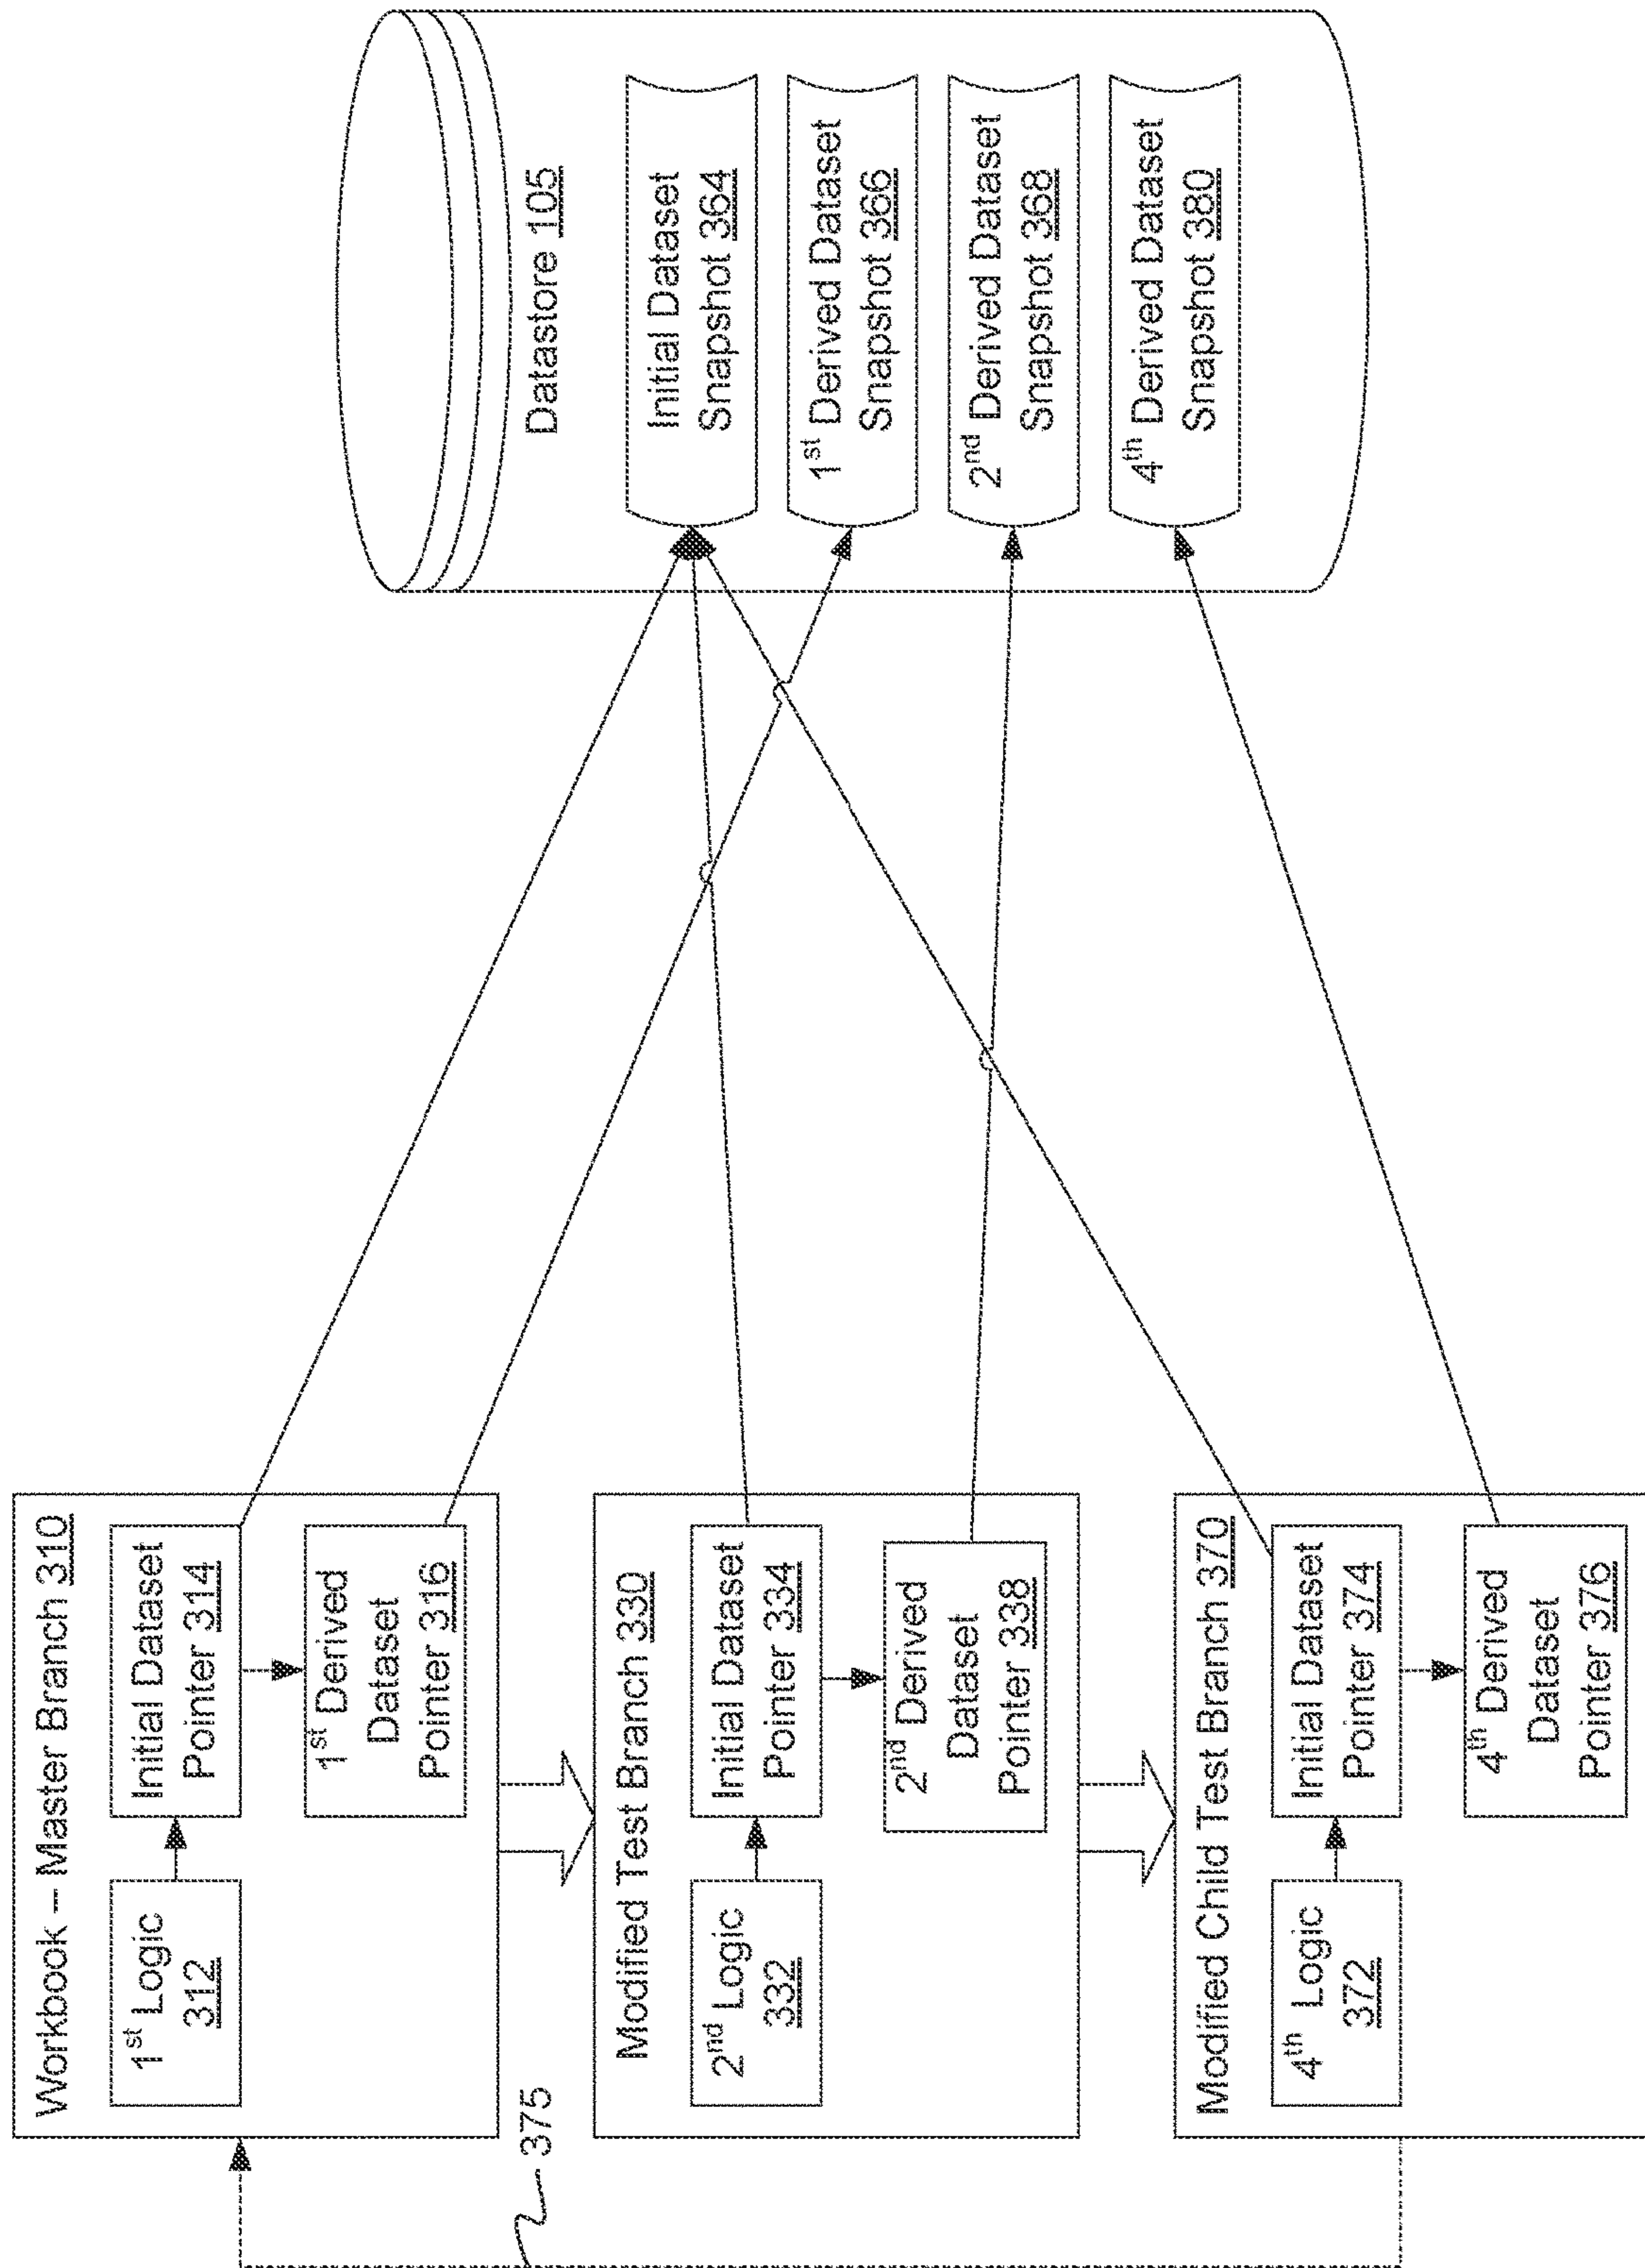 Workbook – Master Branch 310
1st Logic
312
Initial Dataset
Pointer 314
1st Derived
Dataset
Pointer 316
375
Modified Test Branch 330
2nd Logic
332
Initial Dataset
Pointer 334
2nd Derived
Dataset
Pointer 338
Modified Child Test Branch 370
4th Logic
372
Initial Dataset
Pointer 374
4th Derived
Dataset
Pointer 376
Datastore 105
Initial Dataset
Snapshot 364
1st Derived Dataset
Snapshot 366
2nd Derived Dataset
Snapshot 368
4th Derived Dataset
Snapshot 380